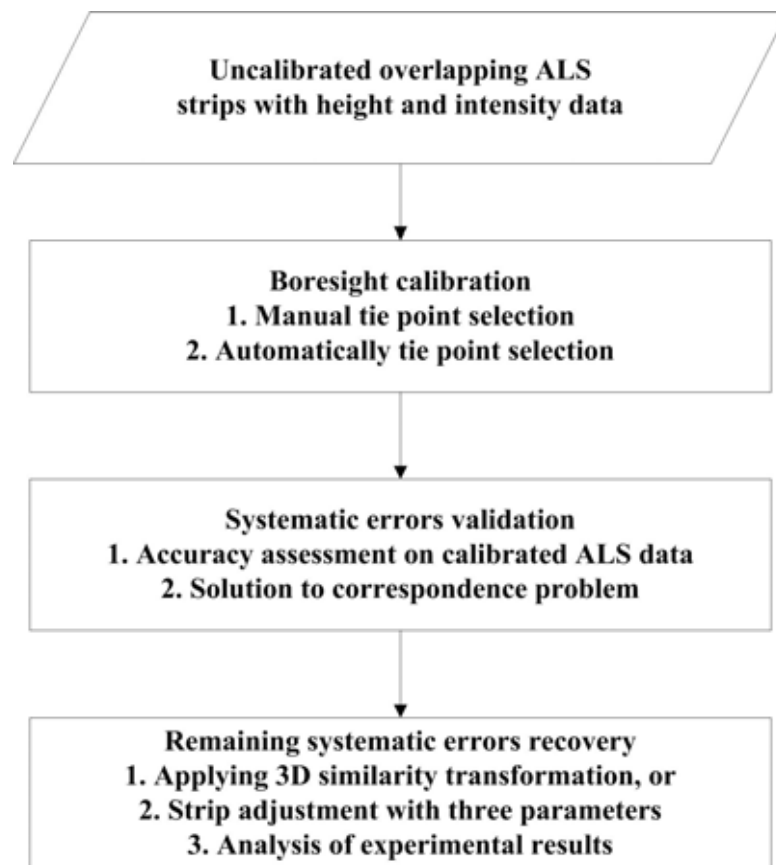 Uncalibrated overlapping ALS
strips with height and intensity data
Boresight calibration
1. Manual tie point selection
2. Automatically tie point selection
Systematic errors validation
1. Accuracy assessment on calibrated ALS data
2. Solution to correspondence problem
Remaining systematic errors recovery
1. Applying 3D similarity transformation, or
2. Strip adjustment with three parameters
3. Analysis of experimental results